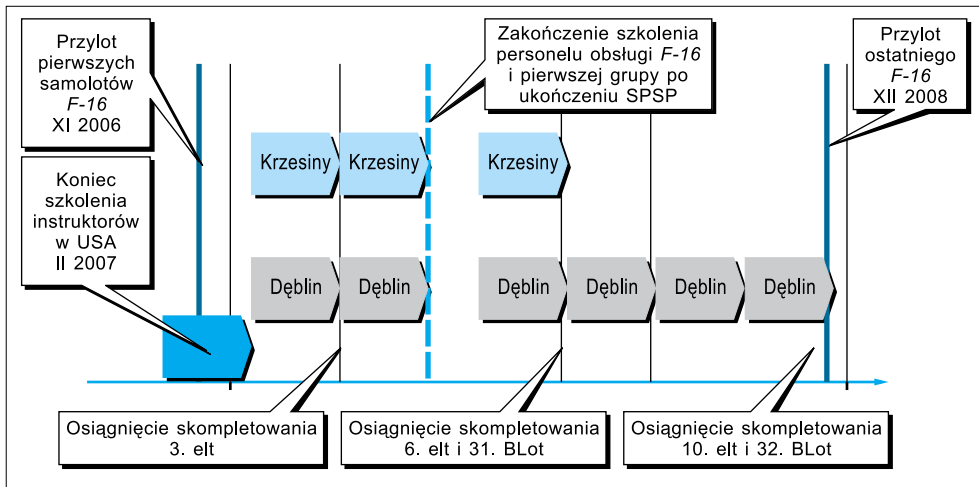 Przylot
pierwszych
samolotów
F-16
XI 2006
Zakończenie szkolenia
personelu obsługi F-16
i pierwszej grupy po
ukończeniu SPSP
Przylot
ostatniego
F-16
XII 2008
Koniec
szkolenia
instruktorów
w USA
II 2007
Krzesiny
Krzesiny
Krzesiny
Dęblin
Dęblin
Dęblin
Dęblin
Dęblin
Dęblin
Osiągnięcie skompletowania
3. elt
Osiągnięcie skompletowania
6. elt i 31. BLot
Osiągnięcie skompletowania
10. elt i 32. BLot